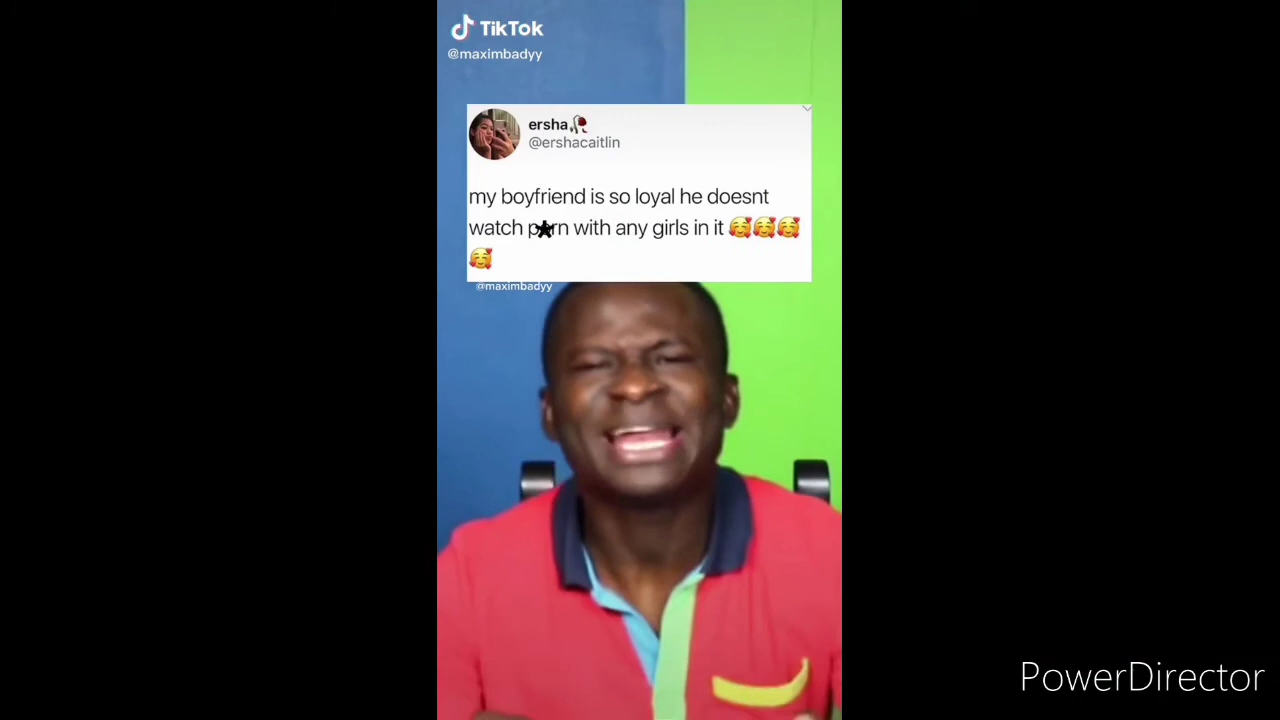 TikTok
@maximbadyy
ersha🥀
@ershacaitlin
my boyfriend is so loyal he doesnt
watch p★rn with any girls in it 🥰🥰🥰
🥰
@maximbadyy
PowerDirector